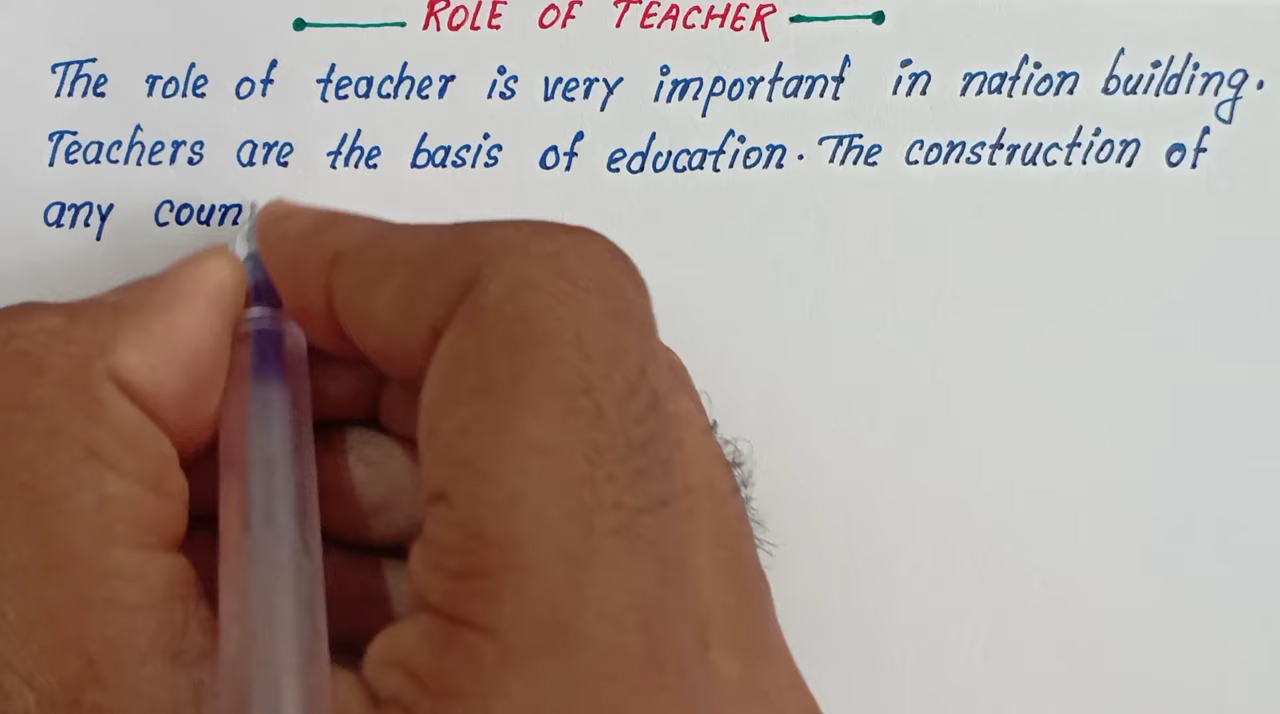 ROLE OF TEACHER
The role of teacher is very important in nation building.
Teachers are the basis of education. The construction of
any coun